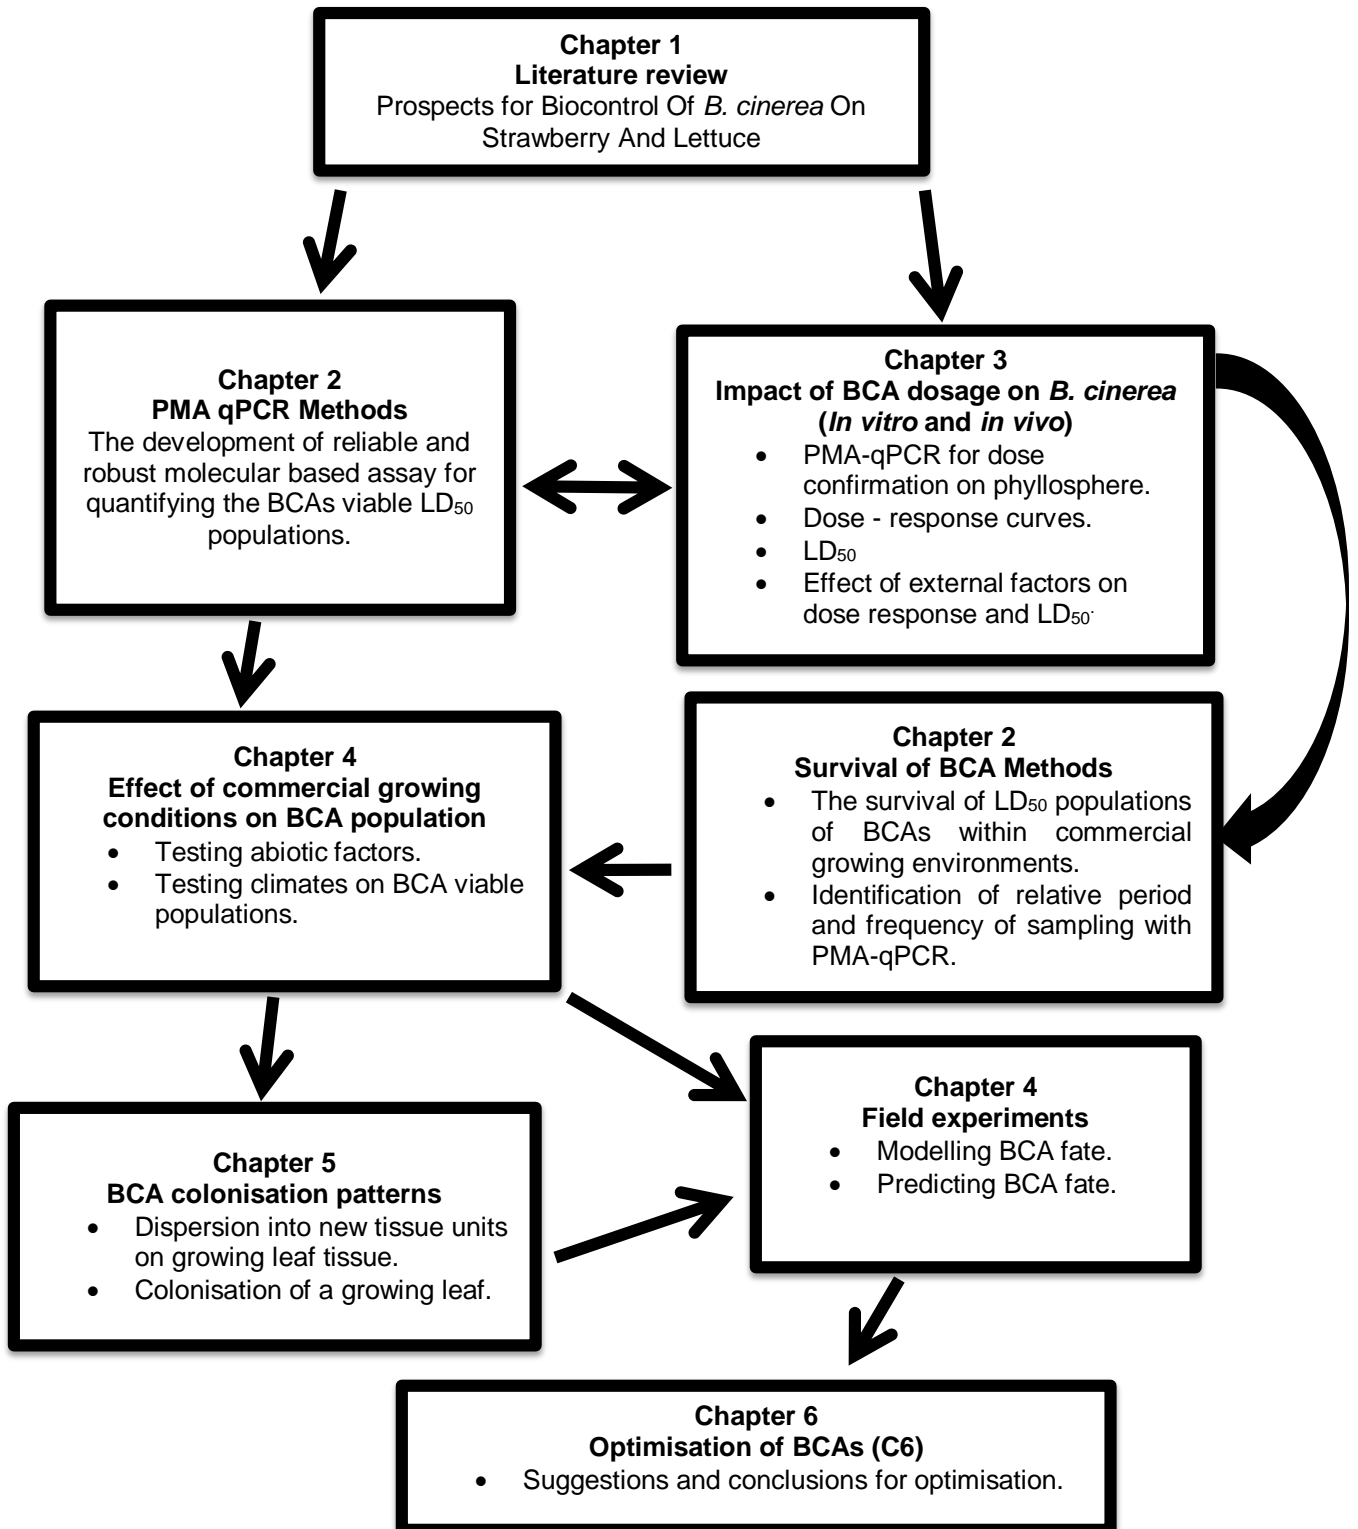 Chapter 1
Literature review
Prospects for Biocontrol Of B. cinerea On
Strawberry And Lettuce
Chapter 2
PMA qPCR Methods
The development of reliable and
robust molecular based assay for
quantifying the BCAs viable LD50
populations.
Chapter 3
Impact of BCA dosage on B. cinerea
(In vitro and in vivo)
• PMA-qPCR for dose
confirmation on phyllosphere.
• Dose - response curves.
• LD50
• Effect of external factors on
dose response and LD50.
Chapter 4
Effect of commercial growing
conditions on BCA population
• Testing abiotic factors.
• Testing climates on BCA viable
populations.
Chapter 2
Survival of BCA Methods
• The survival of LD50 populations
of BCAs within commercial
growing environments.
• Identification of relative period
and frequency of sampling with
PMA-qPCR.
Chapter 5
BCA colonisation patterns
• Dispersion into new tissue units
on growing leaf tissue.
• Colonisation of a growing leaf.
Chapter 4
Field experiments
• Modelling BCA fate.
• Predicting BCA fate.
Chapter 6
Optimisation of BCAs (C6)
• Suggestions and conclusions for optimisation.